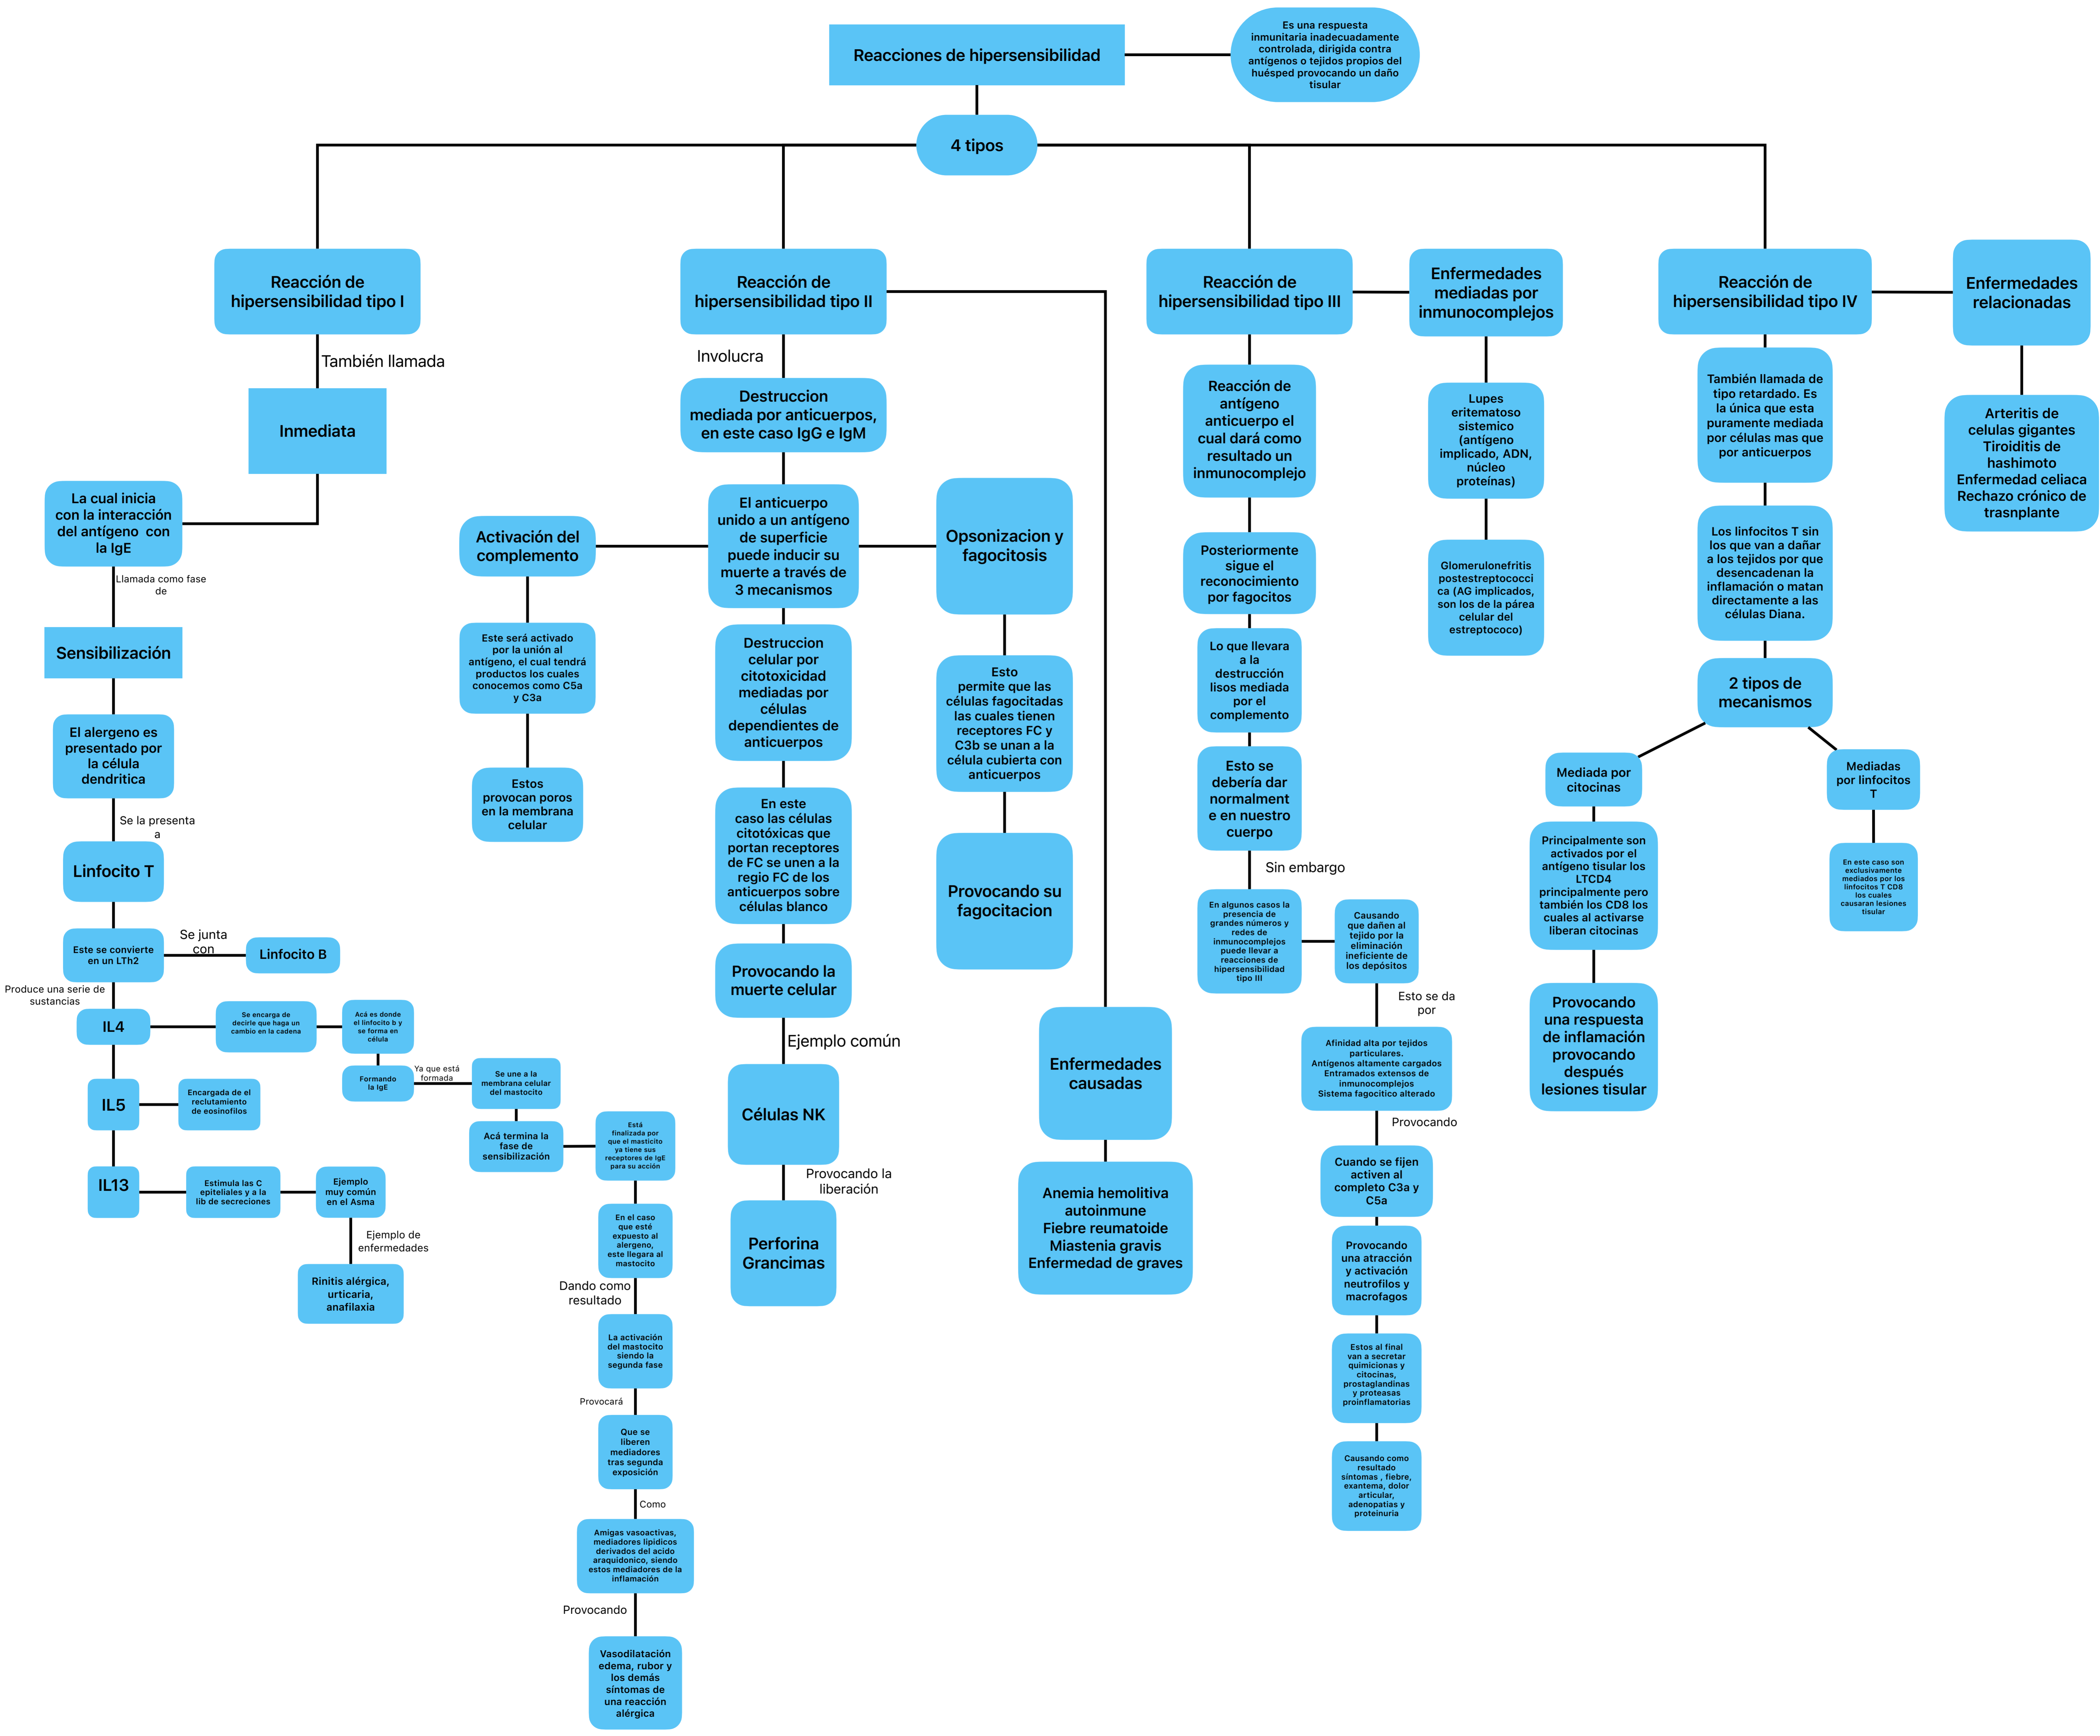 Reacciones de hipersensibilidad
Es una respuesta
inmunitaria inadecuadamente
controlada, dirigida contra
antígenos o tejidos propios del
huésped provocando un daño
tisular
4 tipos
Reacción de
hipersensibilidad tipo I
También llamada
Inmediata
La cual inicia
con la interacción
del antígeno con
la IgE
Llamada como fase
de
Sensibilización
El alergeno es
presentado por
la célula
dendritica
Se la presenta
a
Linfocito T
Este se convierte
en un LTh2
Se junta
con
Linfocito B
Produce una serie de
sustancias
IL4
Se encarga de
decirle que haga un
cambio en la cadena
Acá es donde
el linfocito b y
se forma en
célula
Formando
la IgE
Ya que está
formada
Se une a la
membrana celular
del mastocito
Acá termina la
fase de
sensibilización
Está
finalizada por
que el masticito
ya tiene sus
receptores de IgE
para su acción
En el caso
que esté
expuesto al
alergeno,
este llegara al
mastocito
Dando como
resultado
La activación
del mastocito
siendo la
segunda fase
Provocará
Que se
liberen
mediadores
tras segunda
exposición
Como
Amigas vasoactivas,
mediadores lipidicos
derivados del acido
araquidonico, siendo
estos mediadores de la
inflamación
Provocando
Vasodilatación
edema, rubor y
los demás
síntomas de
una reacción
alérgica
IL5
Encargada de el
reclutamiento
de eosinofilos
IL13
Estimula las C
epiteliales y a la
lib de secreciones
Ejemplo
muy común
en el Asma
Ejemplo de
enfermedades
Rinitis alérgica,
urticaria,
anafilaxia
Reacción de
hipersensibilidad tipo II
Involucra
Destruccion
mediada por anticuerpos,
en este caso IgG e IgM
El anticuerpo
unido a un antígeno
de superficie
puede inducir su
muerte a través de
3 mecanismos
Activación del
complemento
Este será activado
por la unión al
antígeno, el cual tendrá
productos los cuales
conocemos como C5a
y C3a
Estos
provocan poros
en la membrana
celular
Destruccion
celular por
citotoxicidad
mediadas por
células
dependientes de
anticuerpos
En este
caso las células
citotóxicas que
portan receptores
de FC se unen a la
regio FC de los
anticuerpos sobre
células blanco
Provocando la
muerte celular
Ejemplo común
Células NK
Provocando la
liberación
Perforina
Grancimas
Opsonizacion y
fagocitosis
Esto
permite que las
células fagocitadas
las cuales tienen
receptores FC y
C3b se unan a la
célula cubierta con
anticuerpos
Provocando su
fagocitacion
Enfermedades
causadas
Anemia hemolitiva
autoinmune
Fiebre reumatoide
Miastenia gravis
Enfermedad de graves
Reacción de
hipersensibilidad tipo III
Reacción de
antígeno
anticuerpo el
cual dará como
resultado un
inmunocomplejo
Posteriormente
sigue el
reconocimiento
por fagocitos
Lo que llevara
a la
destrucción
lisos mediada
por el
complemento
Esto se
debería dar
normalment
e en nuestro
cuerpo
Sin embargo
En algunos casos la
presencia de
grandes números y
redes de
inmunocomplejos
puede llevar a
reacciones de
hipersensibilidad
tipo III
Causando
que dañen al
tejido por la
eliminación
ineficiente de
los depósitos
Esto se da
por
Afinidad alta por tejidos
particulares.
Antígenos altamente cargados
Entramados extensos de
inmunocomplejos
Sistema fagocitico alterado
Provocando
Cuando se fijen
activen al
completo C3a y
C5a
Provocando
una atracción
y activación
neutrofilos y
macrofagos
Estos al final
van a secretar
quimicionas y
citocinas,
prostaglandinas
y proteasas
proinflamatorias
Causando como
resultado
síntomas , fiebre,
exantema, dolor
articular,
adenopatias y
proteinuria
Enfermedades
mediadas por
inmunocomplejos
Lupes
eritematoso
sistemico
(antígeno
implicado, ADN,
núcleo
proteínas)
Glomerulonefritis
postestreptococci
ca (AG implicados,
son los de la párea
celular del
estreptococo)
Reacción de
hipersensibilidad tipo IV
También llamada de
tipo retardado. Es
la única que esta
puramente mediada
por células mas que
por anticuerpos
Los linfocitos T sin
los que van a dañar
a los tejidos por que
desencadenan la
inflamación o matan
directamente a las
células Diana.
2 tipos de
mecanismos
Mediada por
citocinas
Principalmente son
activados por el
antígeno tisular los
LTCD4
principalmente pero
también los CD8 los
cuales al activarse
liberan citocinas
Provocando
una respuesta
de inflamación
provocando
después
lesiones tisular
Mediadas
por linfocitos
T
En este caso son
exclusivamente
mediados por los
linfocitos T CD8
los cuales
causaran lesiones
tisular
Enfermedades
relacionadas
Arteritis de
celulas gigantes
Tiroiditis de
hashimoto
Enfermedad celiaca
Rechazo crónico de
trasnplante